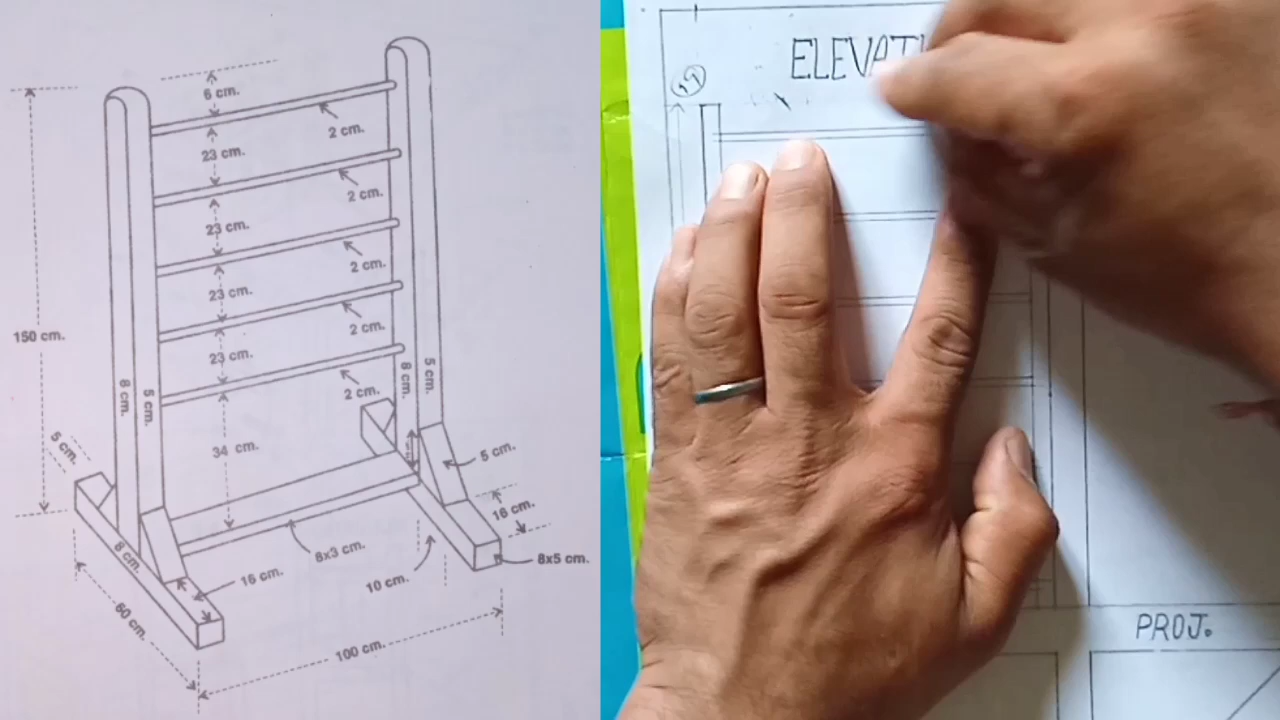 6 cm.
2 cm.
23 cm.
2 cm.
23 cm.
2 cm.
23 cm.
2 cm.
23 cm.
2 cm.
150 cm.
8 cm.
5 cm.
8 cm.
5 cm.
34 cm.
5 cm.
5 cm.
16 cm.
8 cm.
8x3 cm.
16 cm.
10 cm.
8x5 cm.
60 cm.
100 cm.
ELEVATI
PROJ.